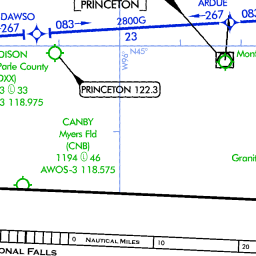 PRINCETON
ARDUE
DAWSO
267
083
2800G
267
083
23
N45°
W96°
DISON
Parle County
DXX)
3 33
3 118.975
PRINCETON 122.3
Mont
CANBY
Myers Fld
(CNB)
1194 46
AWOS-3 118.575
Granit
0 NAUTICAL MILES 10 20
ONAL FALLS